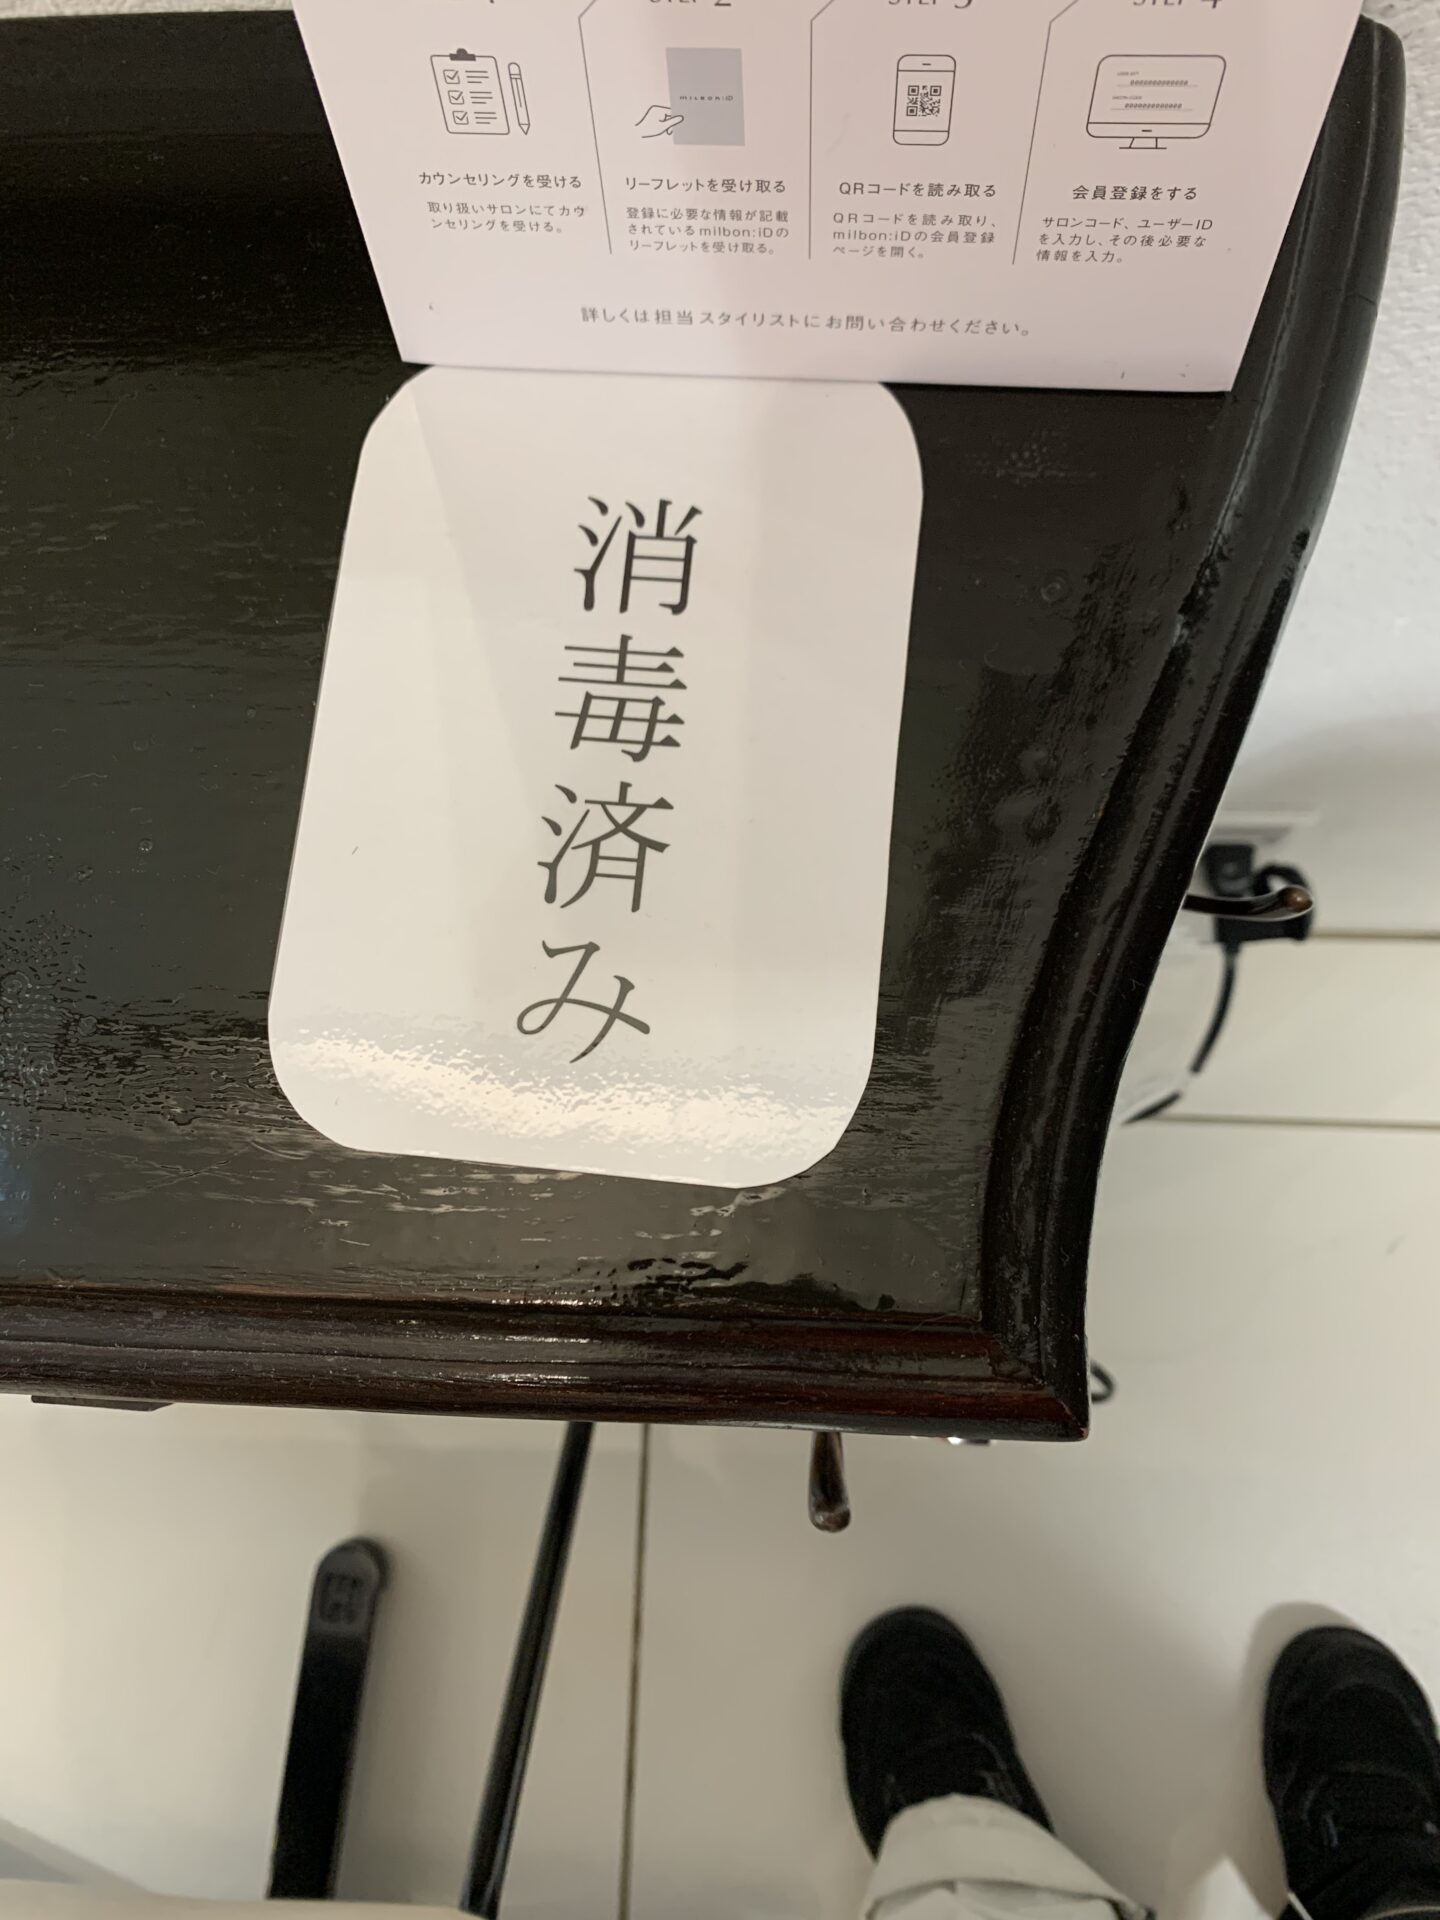 STEP 2
STEP 3
STEP 4
milbon:iD
カウンセリングを受ける
取り扱いサロンにてカウ
ンセリングを受ける。
リーフレットを受け取る
登録に必要な情報が記載
されているmilbon:iDの
リーフレットを受け取る。
QRコードを読み取る
QRコードを読み取り、
milbon:iDの会員登録
ページを開く。
会員登録をする
サロンコード、ユーザーID
を入力し、その後必要な
情報を入力。
詳しくは担当スタイリストにお問い合わせください。
消毒済み